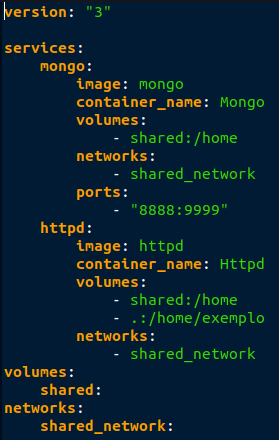 version: "3"

services:
    mongo:
        image: mongo
        container_name: Mongo
        volumes:
            - shared:/home
        networks:
            - shared_network
        ports:
            - "8888:9999"
    httpd:
        image: httpd
        container_name: Httpd
        volumes:
            - shared:/home
            - .:/home/exemplo
        networks:
            - shared_network
volumes:
    shared:
networks:
    shared_network: